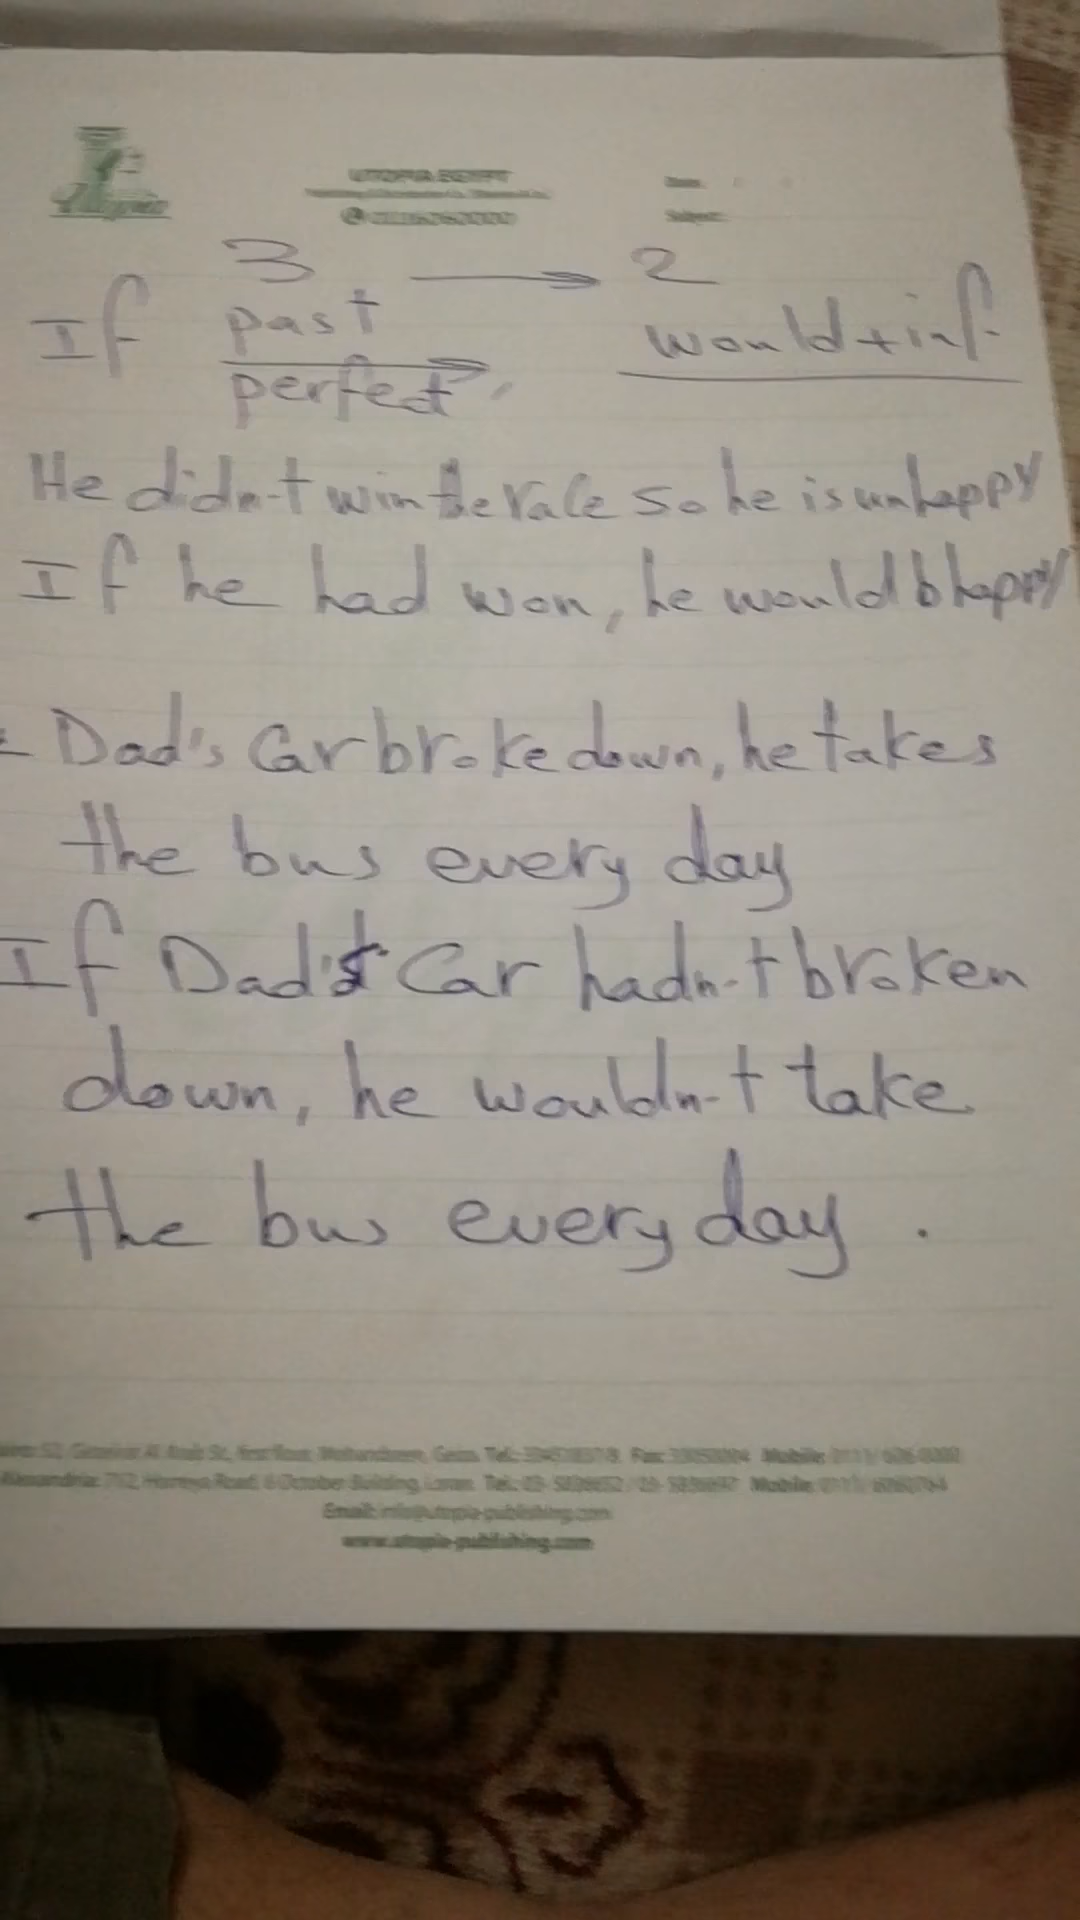 UTOPIA EGYPT
3 → 2
If past would+inf.
perfect,
He didn't win the race so he is unhappy
If he had won, he would b happy
- Dad's Car broke down, he takes
the bus every day
If Dad's Car hadn't broken
down, he wouldn't take
the bus every day.
www.utopia-publishing.com